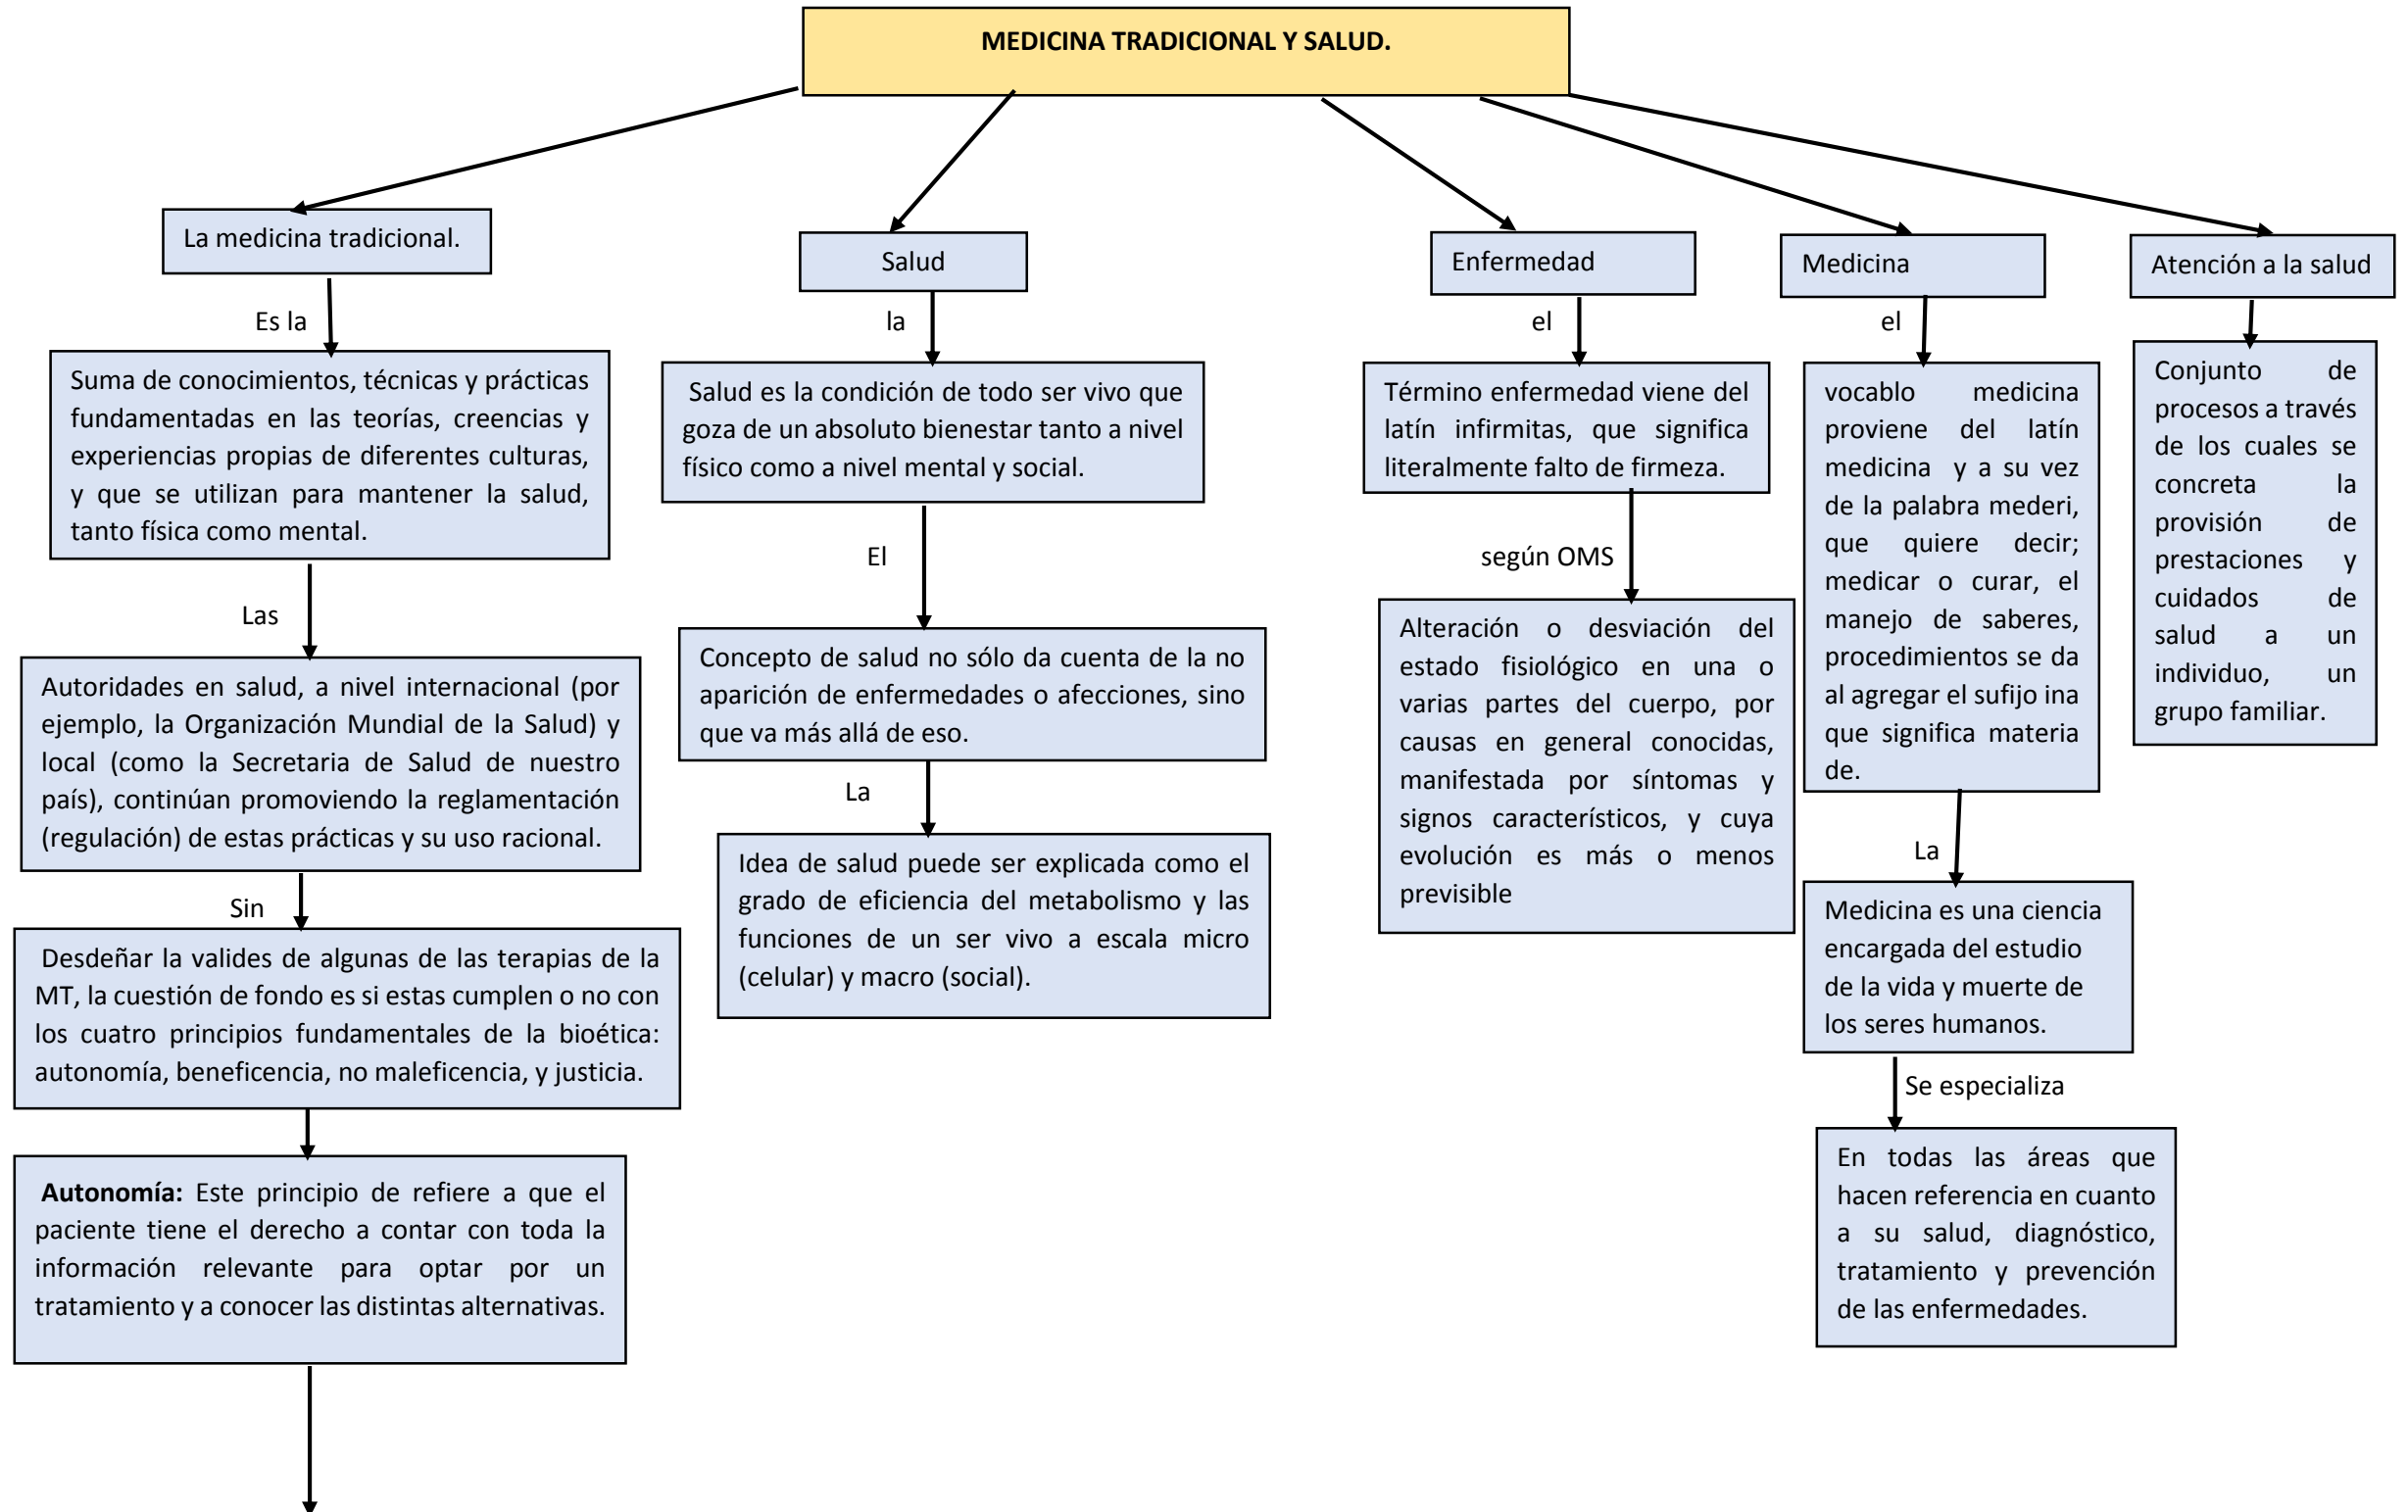 MEDICINA TRADICIONAL Y SALUD.
La medicina tradicional.
Es la
Suma de conocimientos, técnicas y prácticas
fundamentadas en las teorías, creencias y
experiencias propias de diferentes culturas,
y que se utilizan para mantener la salud,
tanto física como mental.
Las
Autoridades en salud, a nivel internacional (por
ejemplo, la Organización Mundial de la Salud) y
local (como la Secretaria de Salud de nuestro
país), continúan promoviendo la reglamentación
(regulación) de estas prácticas y su uso racional.
Sin
Desdeñar la valides de algunas de las terapias de la
MT, la cuestión de fondo es si estas cumplen o no con
los cuatro principios fundamentales de la bioética:
autonomía, beneficencia, no maleficencia, y justicia.
Autonomía: Este principio de refiere a que el
paciente tiene el derecho a contar con toda la
información relevante para optar por un
tratamiento y a conocer las distintas alternativas.
Salud
la
Salud es la condición de todo ser vivo que
goza de un absoluto bienestar tanto a nivel
físico como a nivel mental y social.
El
Concepto de salud no sólo da cuenta de la no
aparición de enfermedades o afecciones, sino
que va más allá de eso.
La
Idea de salud puede ser explicada como el
grado de eficiencia del metabolismo y las
funciones de un ser vivo a escala micro
(celular) y macro (social).
Enfermedad
el
Término enfermedad viene del
latín infirmitas, que significa
literalmente falto de firmeza.
según OMS
Alteración o desviación del
estado fisiológico en una o
varias partes del cuerpo, por
causas en general conocidas,
manifestada por síntomas y
signos característicos, y cuya
evolución es más o menos
previsible
Medicina
el
vocablo medicina
proviene del latín
medicina y a su vez
de la palabra mederi,
que quiere decir;
medicar o curar, el
manejo de saberes,
procedimientos se da
al agregar el sufijo ina
que significa materia
de.
La
Medicina es una ciencia
encargada del estudio
de la vida y muerte de
los seres humanos.
Se especializa
En todas las áreas que
hacen referencia en cuanto
a su salud, diagnóstico,
tratamiento y prevención
de las enfermedades.
Atención a la salud
Conjunto de
procesos a través
de los cuales se
concreta la
provisión de
prestaciones y
cuidados de
salud a un
individuo, un
grupo familiar.